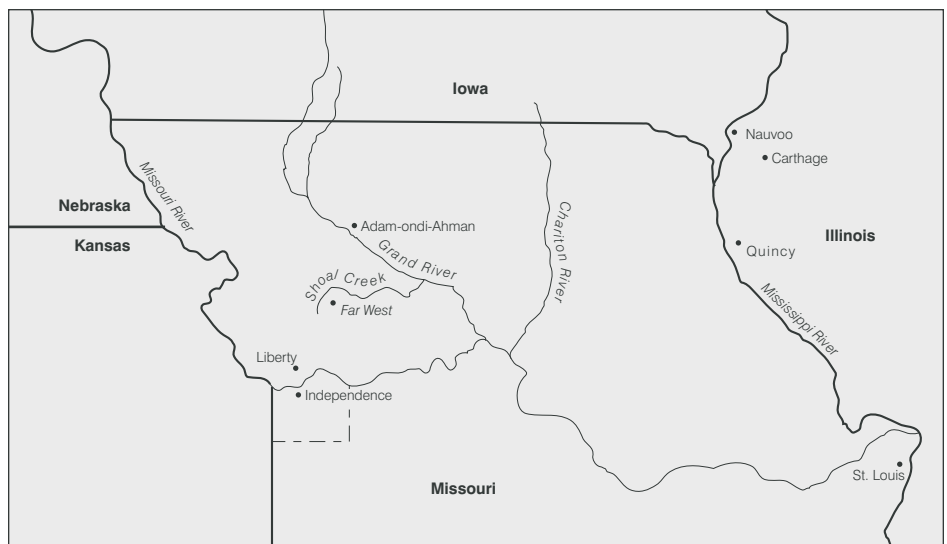 Iowa
Nauvoo
Carthage
Missouri River
Nebraska
Kansas
Adam-ondi-Ahman
Chariton River
Illinois
Grand River
Quincy
Shoal Creek
Far West
Mississippi River
Liberty
Independence
St. Louis
Missouri